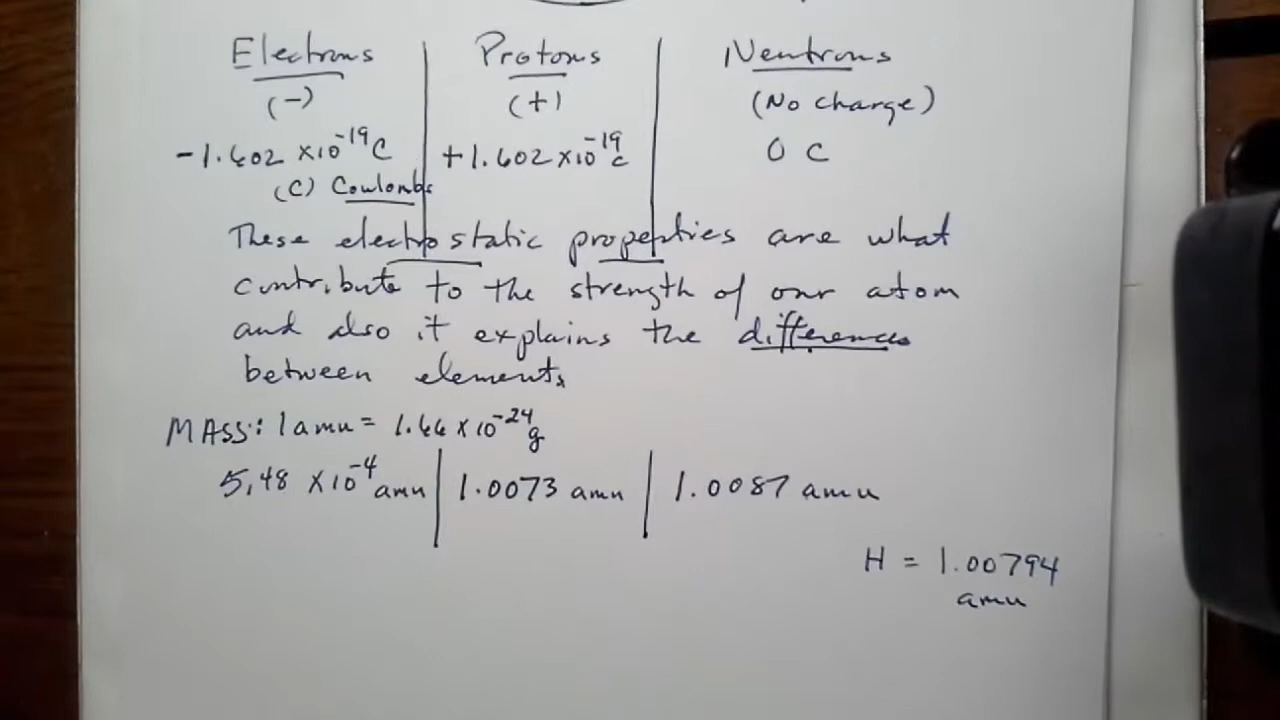 Electrons Protons Neutrons
(-) (+) (No charge)
-1.602 ×10⁻¹⁹ C +1.602 ×10⁻¹⁹ C 0 C
(C) Coulombs
These electrostatic properties are what
contribute to the strength of our atom
and also it explains the differences
between elements
MASS: 1 amu = 1.66 ×10⁻²⁴ g
5.48 ×10⁻⁴ amu 1.0073 amu 1.0087 amu
H = 1.00794
amu